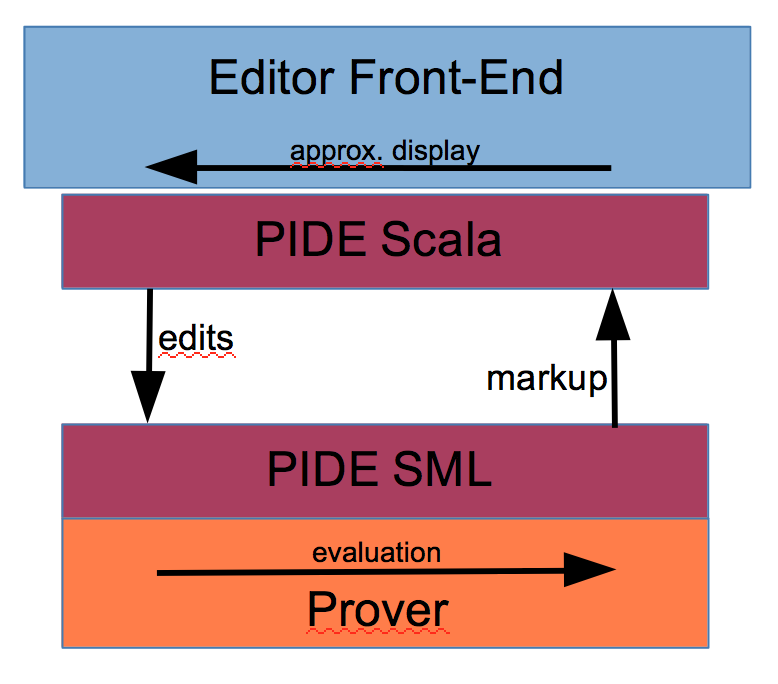 Editor Front-End
approx. display
PIDE Scala
edits
markup
PIDE SML
evaluation
Prover